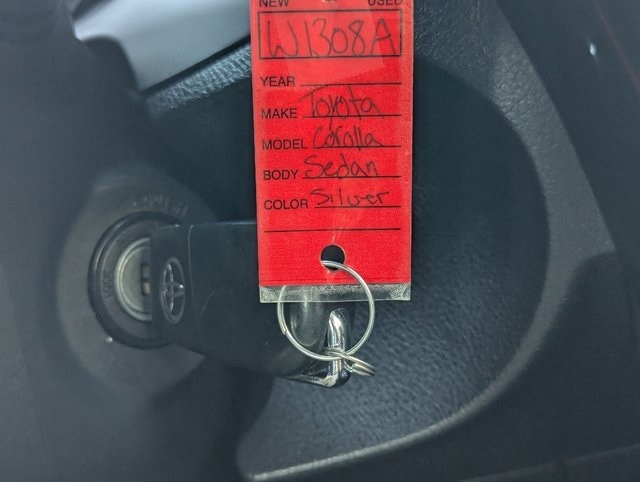 NEW USED
W1308A
YEAR
MAKE Toyota
MODEL Corolla
BODY Sedan
COLOR Silver